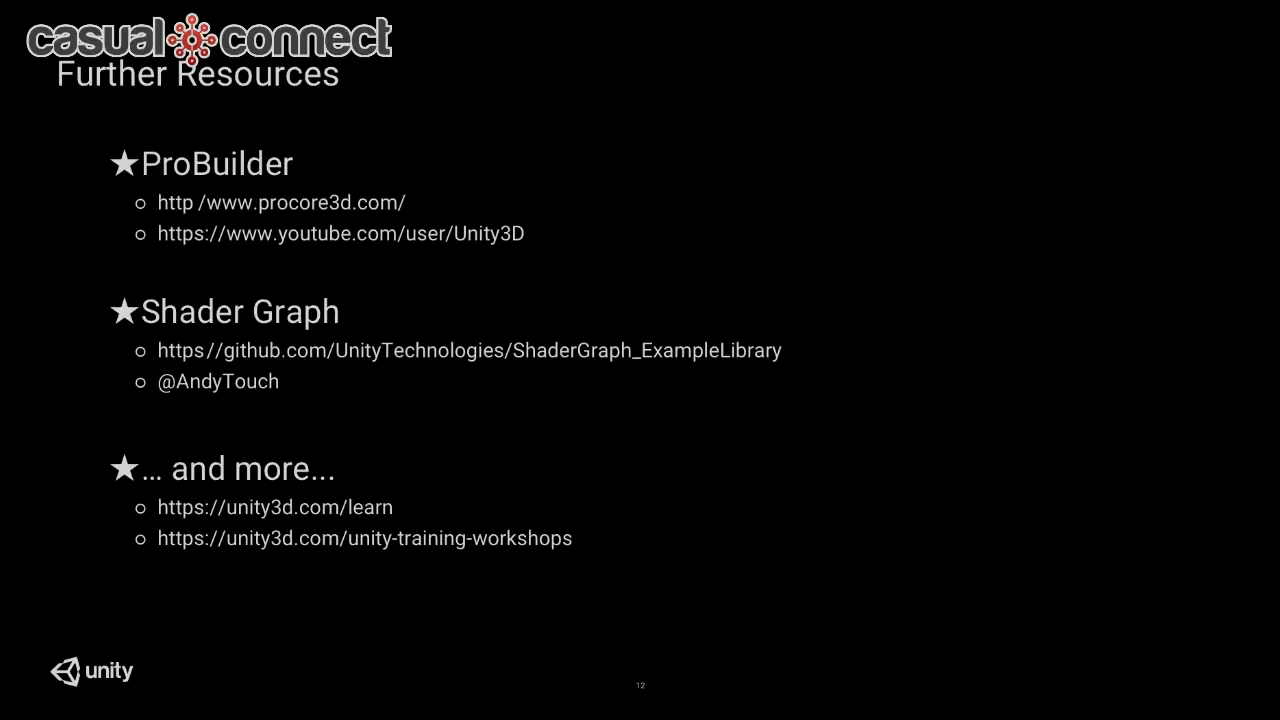 casual connect
Further Resources
★ProBuilder
○ http /www.procore3d.com/
○ https://www.youtube.com/user/Unity3D
★Shader Graph
○ https //github.com/UnityTechnologies/ShaderGraph_ExampleLibrary
○ @AndyTouch
★… and more...
○ https://unity3d.com/learn
○ https://unity3d.com/unity-training-workshops
unity
12